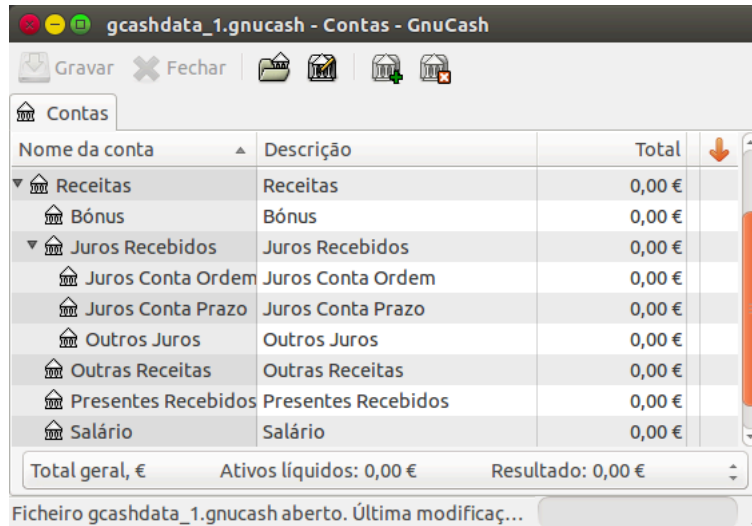 gcashdata_1.gnucash - Contas - GnuCash
Gravar Fechar
Contas
Nome da conta Descrição Total
Receitas Receitas 0,00 €
Bónus Bónus 0,00 €
Juros Recebidos Juros Recebidos 0,00 €
Juros Conta Ordem Juros Conta Ordem 0,00 €
Juros Conta Prazo Juros Conta Prazo 0,00 €
Outros Juros Outros Juros 0,00 €
Outras Receitas Outras Receitas 0,00 €
Presentes Recebidos Presentes Recebidos 0,00 €
Salário Salário 0,00 €
Total geral, € Ativos líquidos: 0,00 € Resultado: 0,00 €
Ficheiro gcashdata_1.gnucash aberto. Última modificaç...